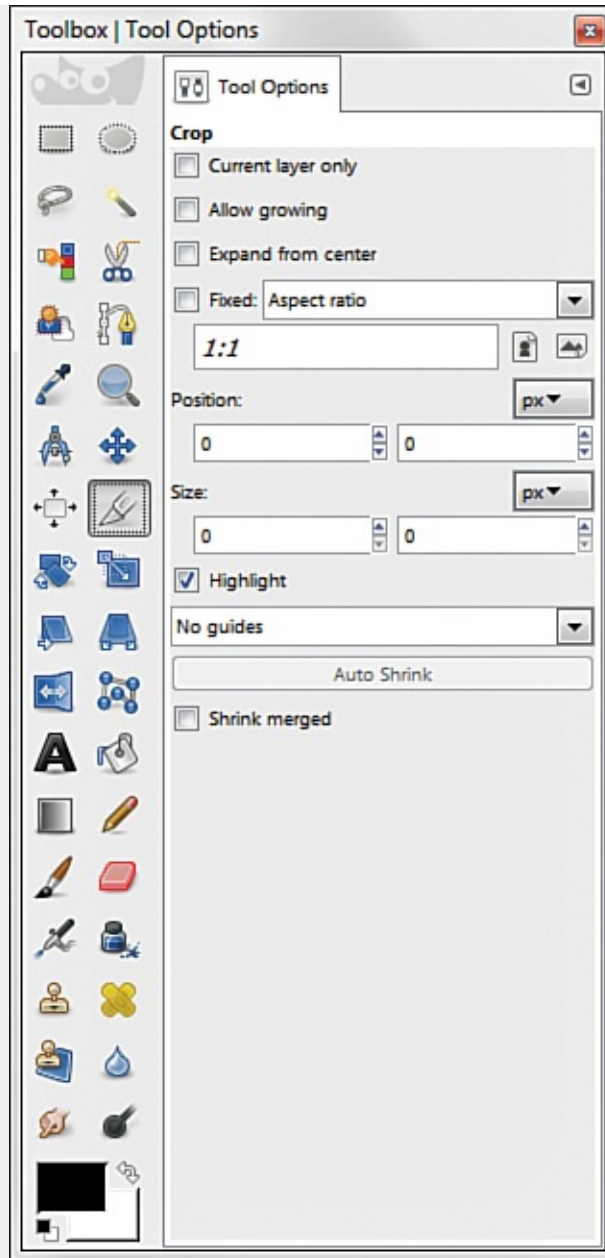 Toolbox | Tool Options
Tool Options
Crop
Current layer only
Allow growing
Expand from center
Fixed: Aspect ratio
1:1
Position: px
0 0
Size: px
0 0
Highlight
No guides
Auto Shrink
Shrink merged